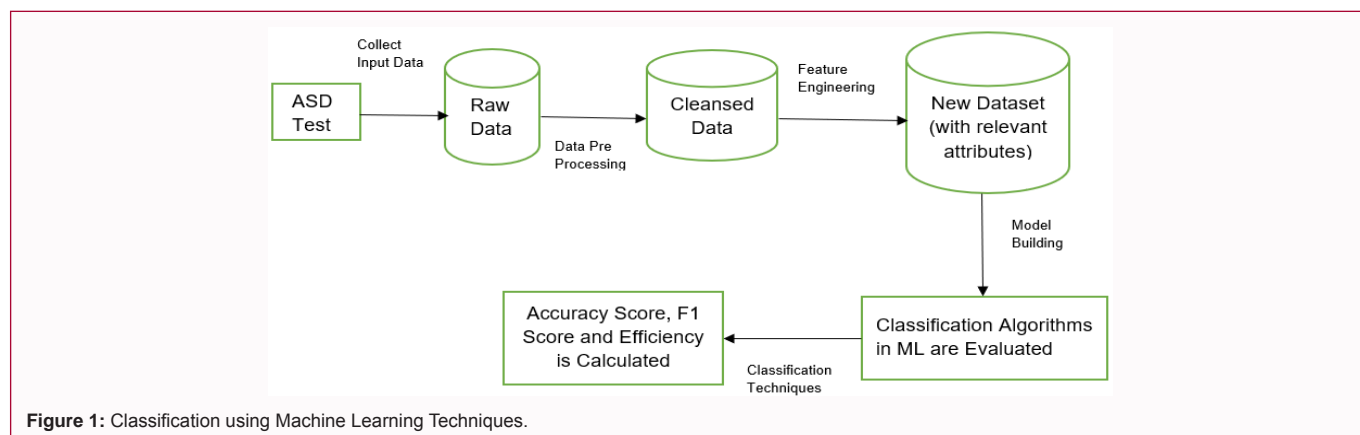 Collect
Input Data
ASD
Test
Raw
Data
Data Pre
Processing
Cleansed
Data
Feature
Engineering
New Dataset
(with relevant
attributes)
Model
Building
Classification Algorithms
in ML are Evaluated
Classification
Techniques
Accuracy Score, F1
Score and Efficiency
is Calculated
Figure 1: Classification using Machine Learning Techniques.